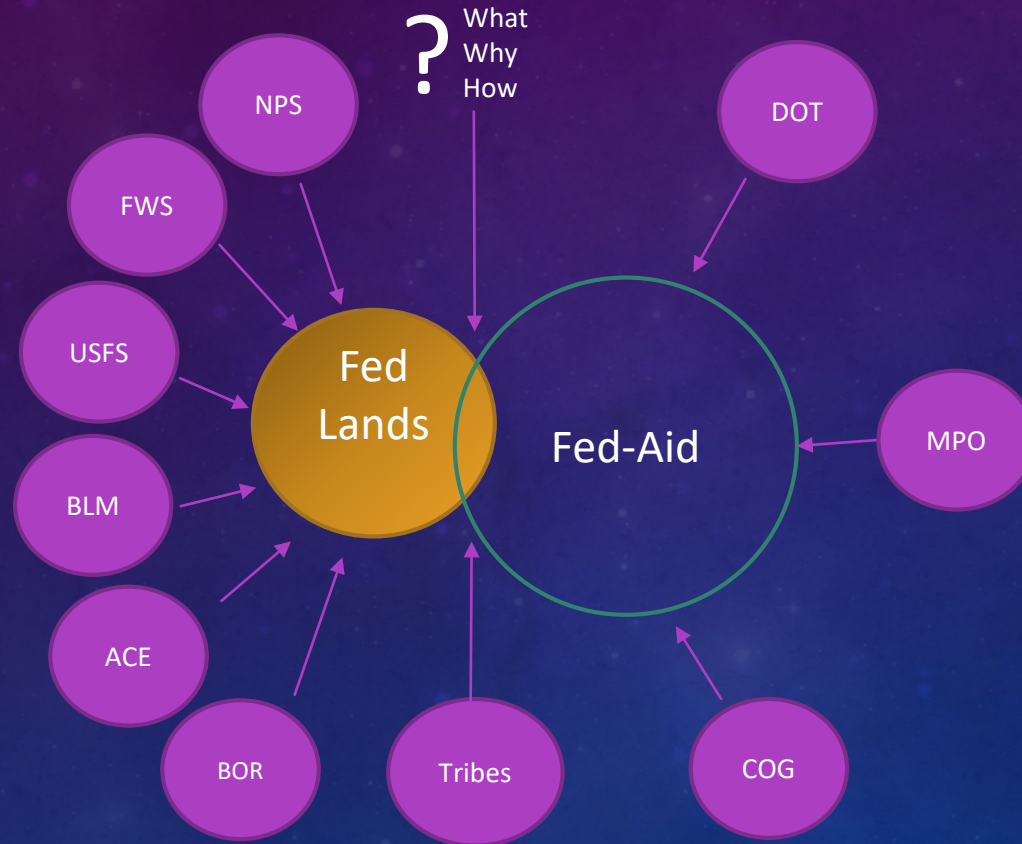 ?
What
Why
How
NPS
DOT
FWS
USFS
Fed
Lands
Fed-Aid
MPO
BLM
ACE
BOR
Tribes
COG